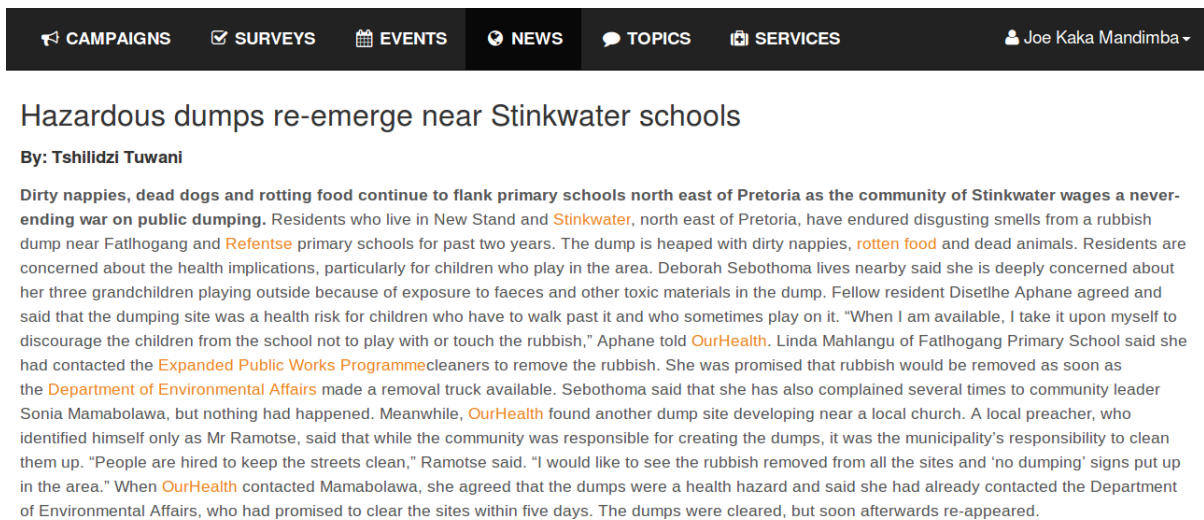 CAMPAIGNS SURVEYS EVENTS NEWS TOPICS SERVICES Joe Kaka Mandimba
Hazardous dumps re-emerge near Stinkwater schools
By: Tshilidzi Tuwani
Dirty nappies, dead dogs and rotting food continue to flank primary schools north east of Pretoria as the community of Stinkwater wages a never-
ending war on public dumping. Residents who live in New Stand and Stinkwater, north east of Pretoria, have endured disgusting smells from a rubbish
dump near Fatlhogang and Refentse primary schools for past two years. The dump is heaped with dirty nappies, rotten food and dead animals. Residents are
concerned about the health implications, particularly for children who play in the area. Deborah Sebothoma lives nearby said she is deeply concerned about
her three grandchildren playing outside because of exposure to faeces and other toxic materials in the dump. Fellow resident Disetlhe Aphane agreed and
said that the dumping site was a health risk for children who have to walk past it and who sometimes play on it. “When I am available, I take it upon myself to
discourage the children from the school not to play with or touch the rubbish,” Aphane told OurHealth. Linda Mahlangu of Fatlhogang Primary School said she
had contacted the Expanded Public Works Programmecleaners to remove the rubbish. She was promised that rubbish would be removed as soon as
the Department of Environmental Affairs made a removal truck available. Sebothoma said that she has also complained several times to community leader
Sonia Mamabolawa, but nothing had happened. Meanwhile, OurHealth found another dump site developing near a local church. A local preacher, who
identified himself only as Mr Ramotse, said that while the community was responsible for creating the dumps, it was the municipality’s responsibility to clean
them up. “People are hired to keep the streets clean,” Ramotse said. “I would like to see the rubbish removed from all the sites and ‘no dumping’ signs put up
in the area.” When OurHealth contacted Mamabolawa, she agreed that the dumps were a health hazard and said she had already contacted the Department
of Environmental Affairs, who had promised to clear the sites within five days. The dumps were cleared, but soon afterwards re-appeared.